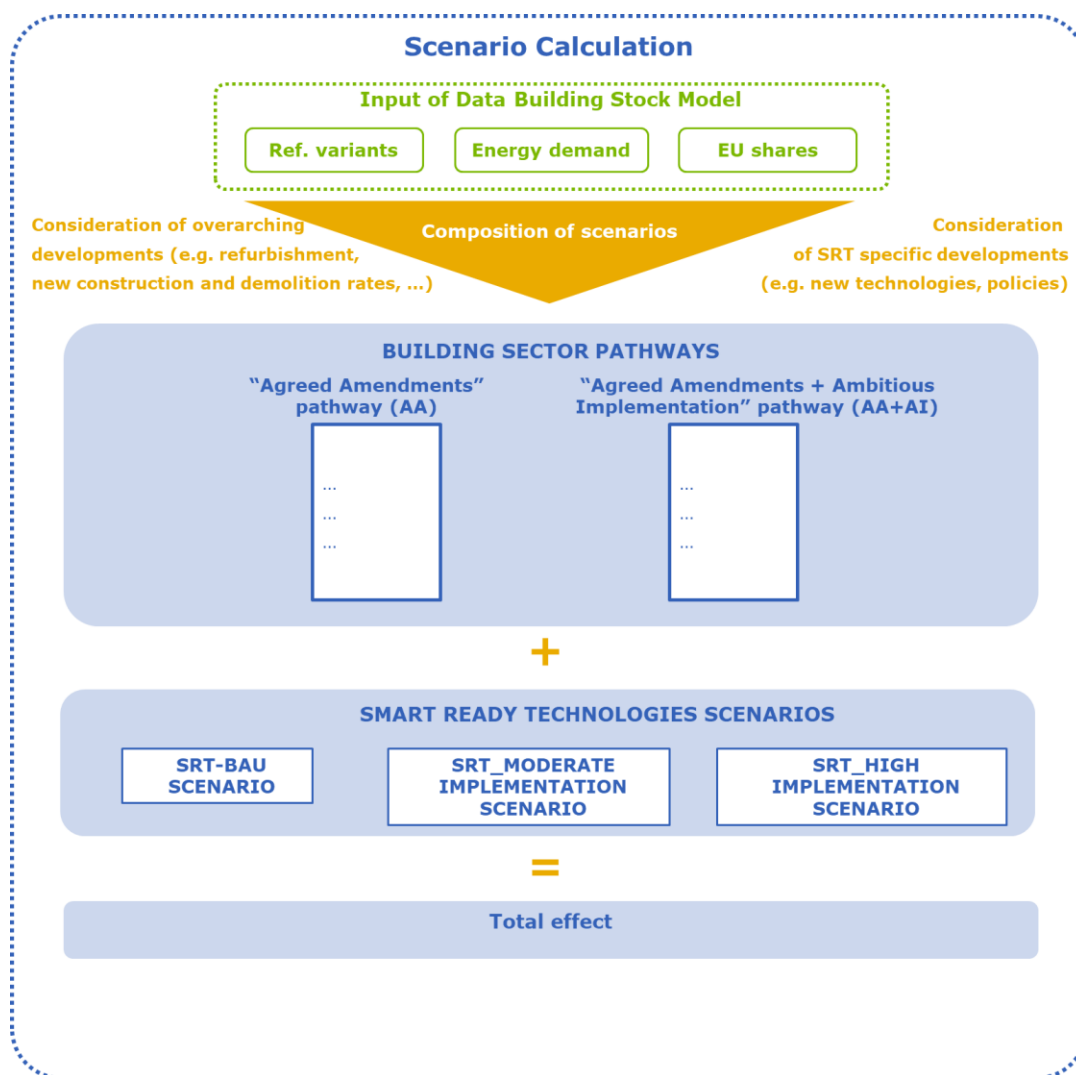 Scenario Calculation
Input of Data Building Stock Model
Ref. variants
Energy demand
EU shares
Consideration of overarching
developments (e.g. refurbishment,
new construction and demolition rates, ...)
Composition of scenarios
Consideration
of SRT specific developments
(e.g. new technologies, policies)
BUILDING SECTOR PATHWAYS
“Agreed Amendments”
pathway (AA)
“Agreed Amendments + Ambitious
Implementation” pathway (AA+AI)
...
...
...
...
...
...
+
SMART READY TECHNOLOGIES SCENARIOS
SRT-BAU
SCENARIO
SRT_MODERATE
IMPLEMENTATION
SCENARIO
SRT_HIGH
IMPLEMENTATION
SCENARIO
=
Total effect